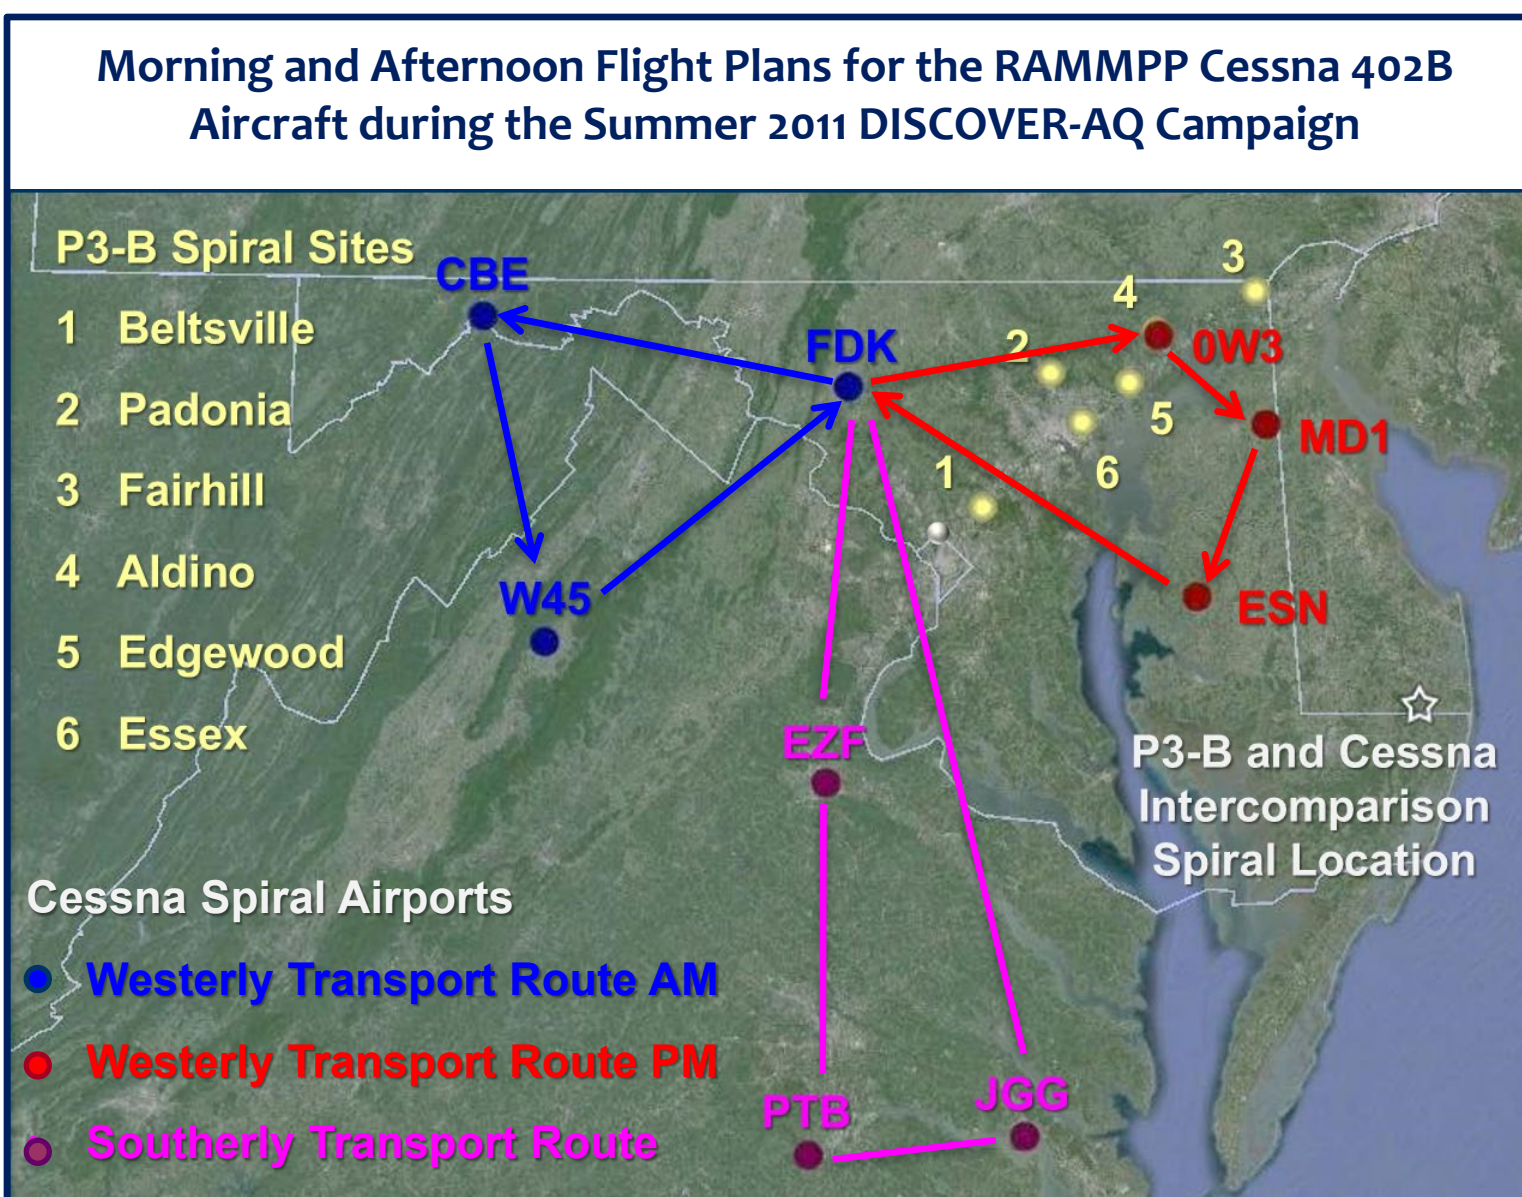 Morning and Afternoon Flight Plans for the RAMMPP Cessna 402B
Aircraft during the Summer 2011 DISCOVER-AQ Campaign
P3-B Spiral Sites
1 Beltsville
2 Padonia
3 Fairhill
4 Aldino
5 Edgewood
6 Essex
CBE
FDK
W45
3
4
2
0W3
5
MD1
1
6
ESN
EZF
P3-B and Cessna
Intercomparison
Spiral Location
Cessna Spiral Airports
Westerly Transport Route AM
Westerly Transport Route PM
Southerly Transport Route
PTB
JGG